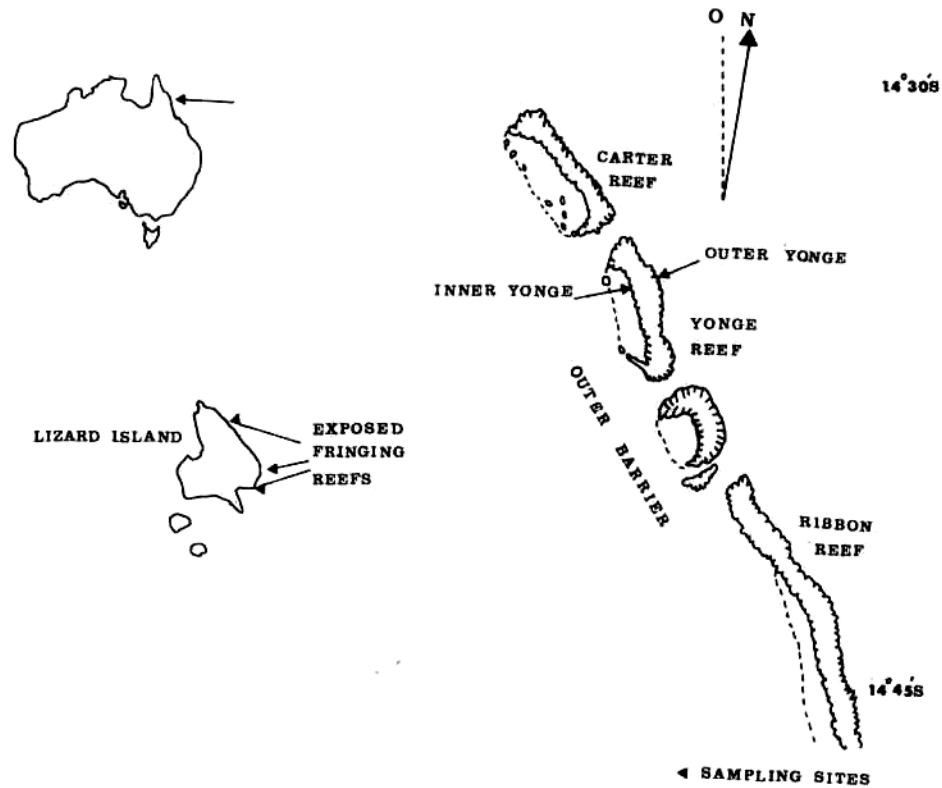 O N
14°30'S
CARTER
REEF
OUTER YONGE
INNER YONGE
YONGE
REEF
OUTER BARRIER
LIZARD ISLAND
EXPOSED
FRINGING
REEFS
RIBBON
REEF
14°45'S
SAMPLING SITES